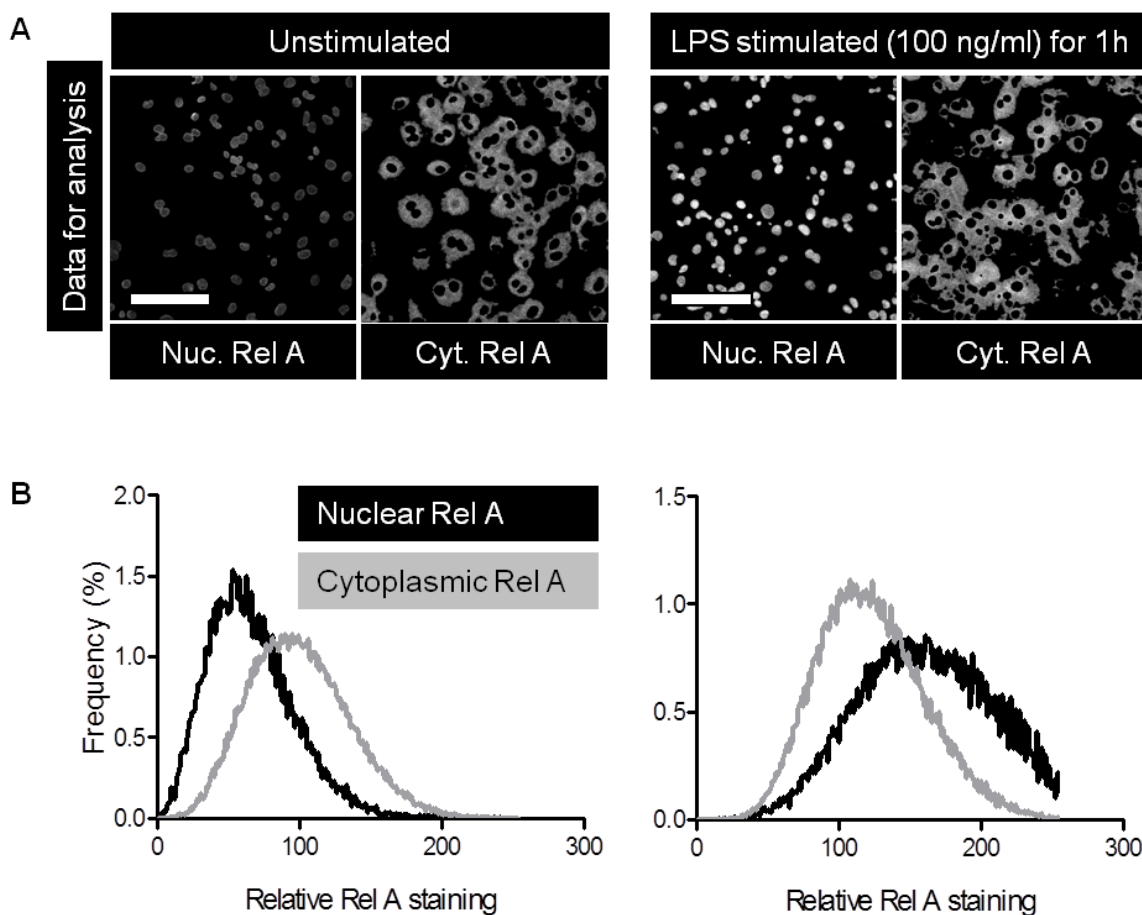 A
Unstimulated
LPS stimulated (100 ng/ml) for 1h
Data for analysis
Nuc. Rel A
Cyt. Rel A
Nuc. Rel A
Cyt. Rel A
B
Nuclear Rel A
Cytoplasmic Rel A
Frequency (%)
2.0
1.5
1.0
0.5
0.0
0
100
200
300
Relative Rel A staining
1.5
1.0
0.5
0.0
0
100
200
300
Relative Rel A staining